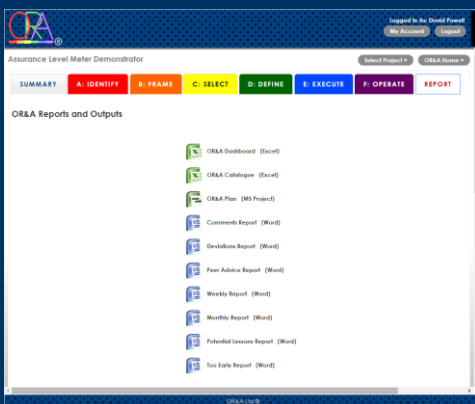 ORA®
Logged In As: David Powell
My Account Logout
Assurance Level Meter Demonstrator
Select Project > OR&A Home >
SUMMARY A: IDENTIFY B: FRAME C: SELECT D: DEFINE E: EXECUTE F: OPERATE REPORT
OR&A Reports and Outputs
OR&A Dashboard (Excel)
OR&A Catalogue (Excel)
OR&A Plan (MS Project)
Comments Report (Word)
Deviations Report (Word)
Peer Advice Report (Word)
Weekly Report (Word)
Monthly Report (Word)
Potential Lessons Report (Word)
Too Early Report (Word)
OR&A Ltd®